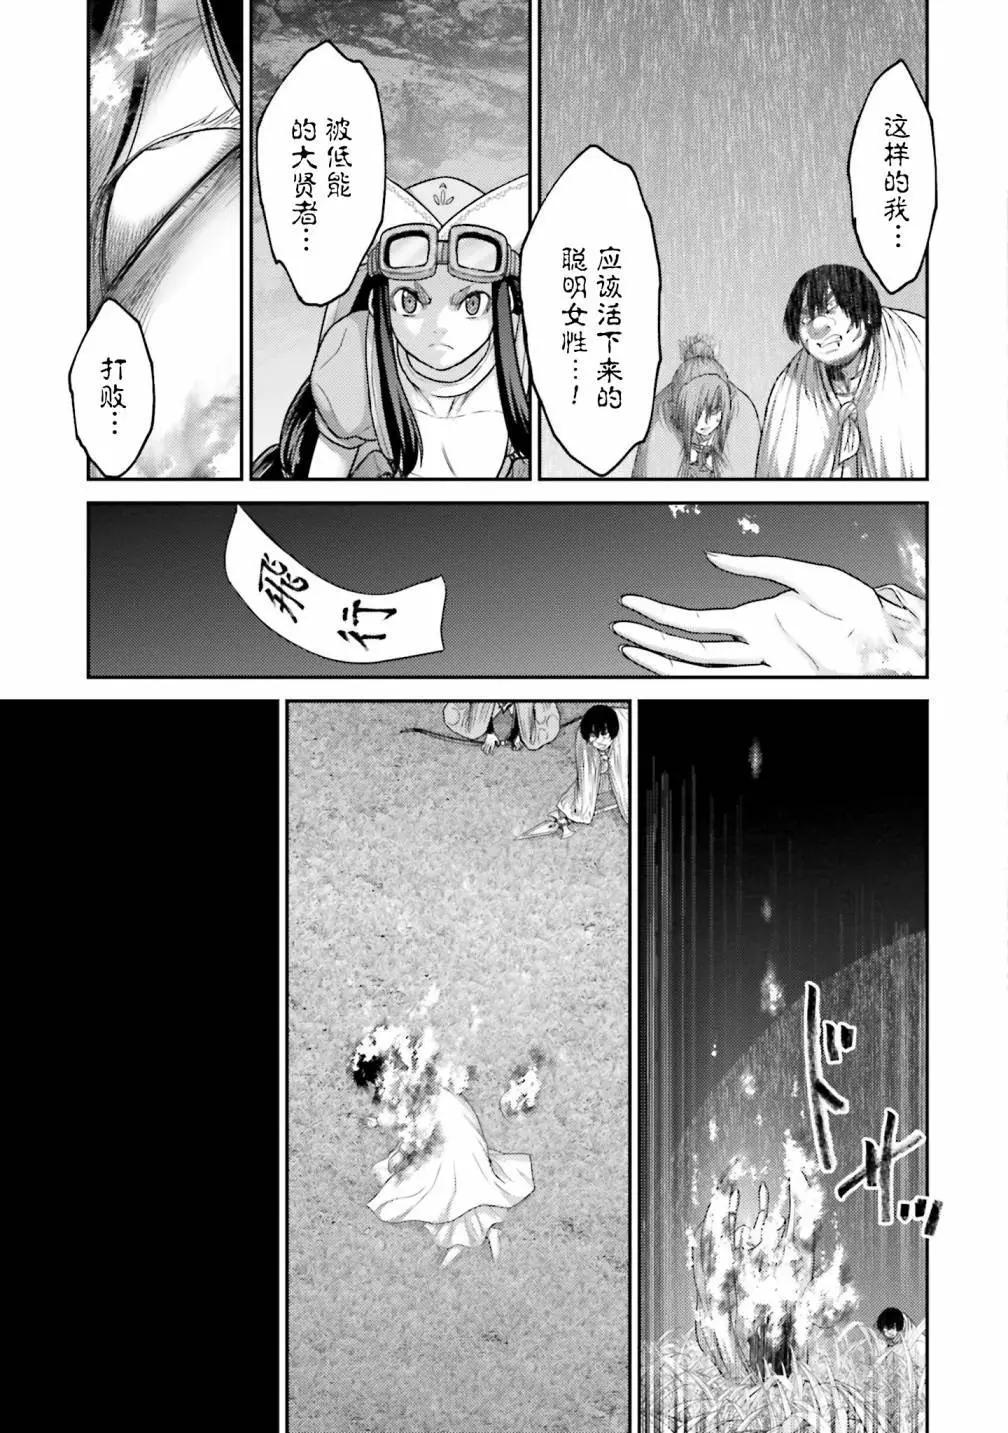 这样的我…
应该活下来的
聪明女性…！
被低能
的大贤者…
打败…
飛行
ドドッ